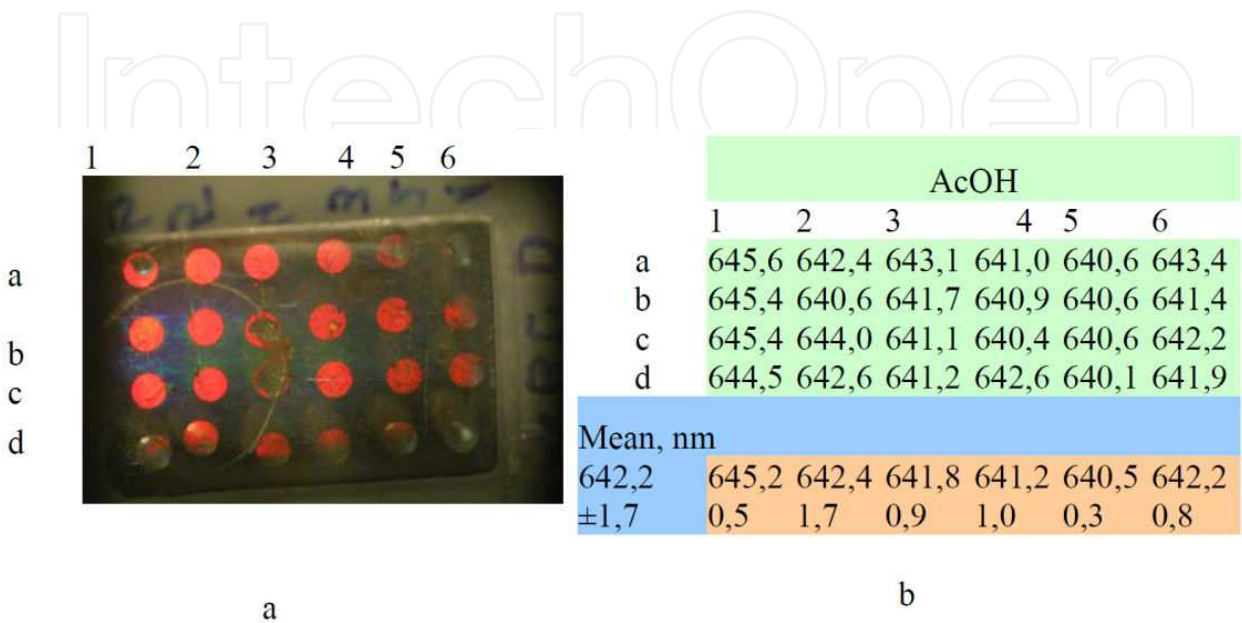 IntechOpen
1 2 3 4 5 6
a
b
c
d
AcOH
1 2 3 4 5 6
a 645,6 642,4 643,1 641,0 640,6 643,4
b 645,4 640,6 641,7 640,9 640,6 641,4
c 645,4 644,0 641,1 640,4 640,6 642,2
d 644,5 642,6 641,2 642,6 640,1 641,9
Mean, nm
642,2 645,2 642,4 641,8 641,2 640,5 642,2
±1,7 0,5 1,7 0,9 1,0 0,3 0,8
a
b